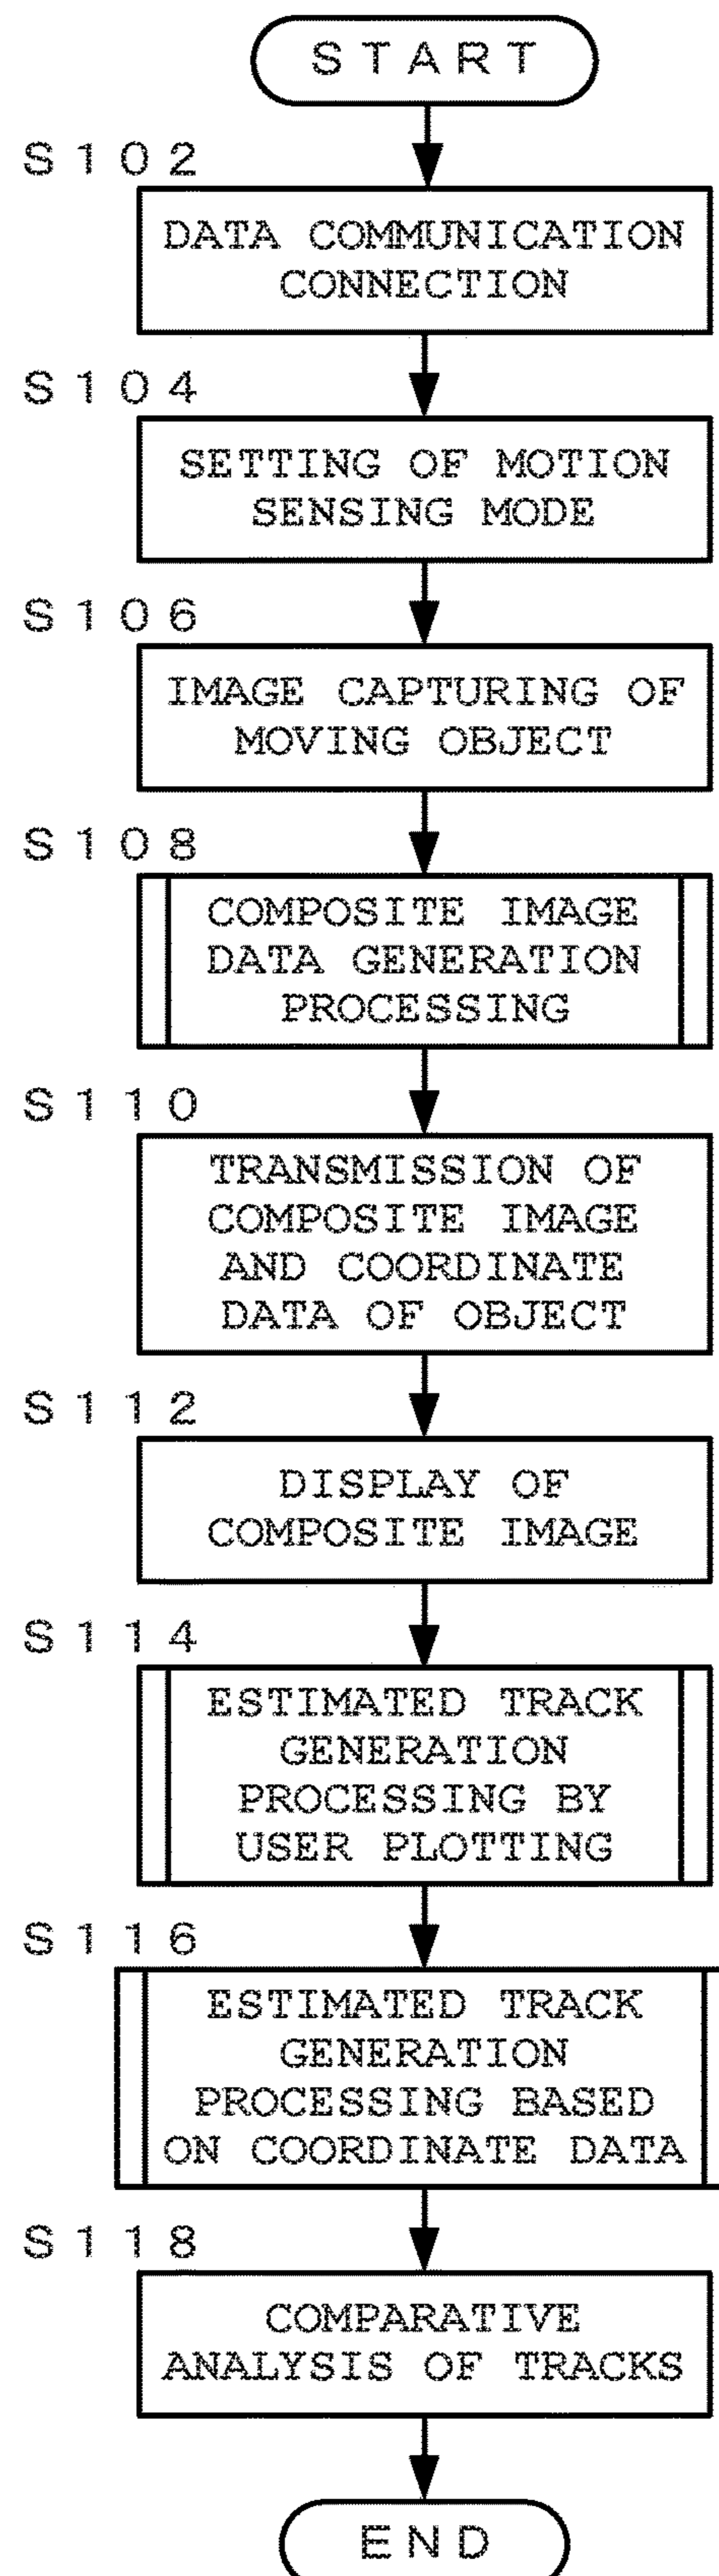 START
S102
DATA COMMUNICATION
CONNECTION
S104
SETTING OF MOTION
SENSING MODE
S106
IMAGE CAPTURING OF
MOVING OBJECT
S108
COMPOSITE IMAGE
DATA GENERATION
PROCESSING
S110
TRANSMISSION OF
COMPOSITE IMAGE
AND COORDINATE
DATA OF OBJECT
S112
DISPLAY OF
COMPOSITE IMAGE
S114
ESTIMATED TRACK
GENERATION
PROCESSING BY
USER PLOTTING
S116
ESTIMATED TRACK
GENERATION
PROCESSING BASED
ON COORDINATE DATA
S118
COMPARATIVE
ANALYSIS OF TRACKS
END